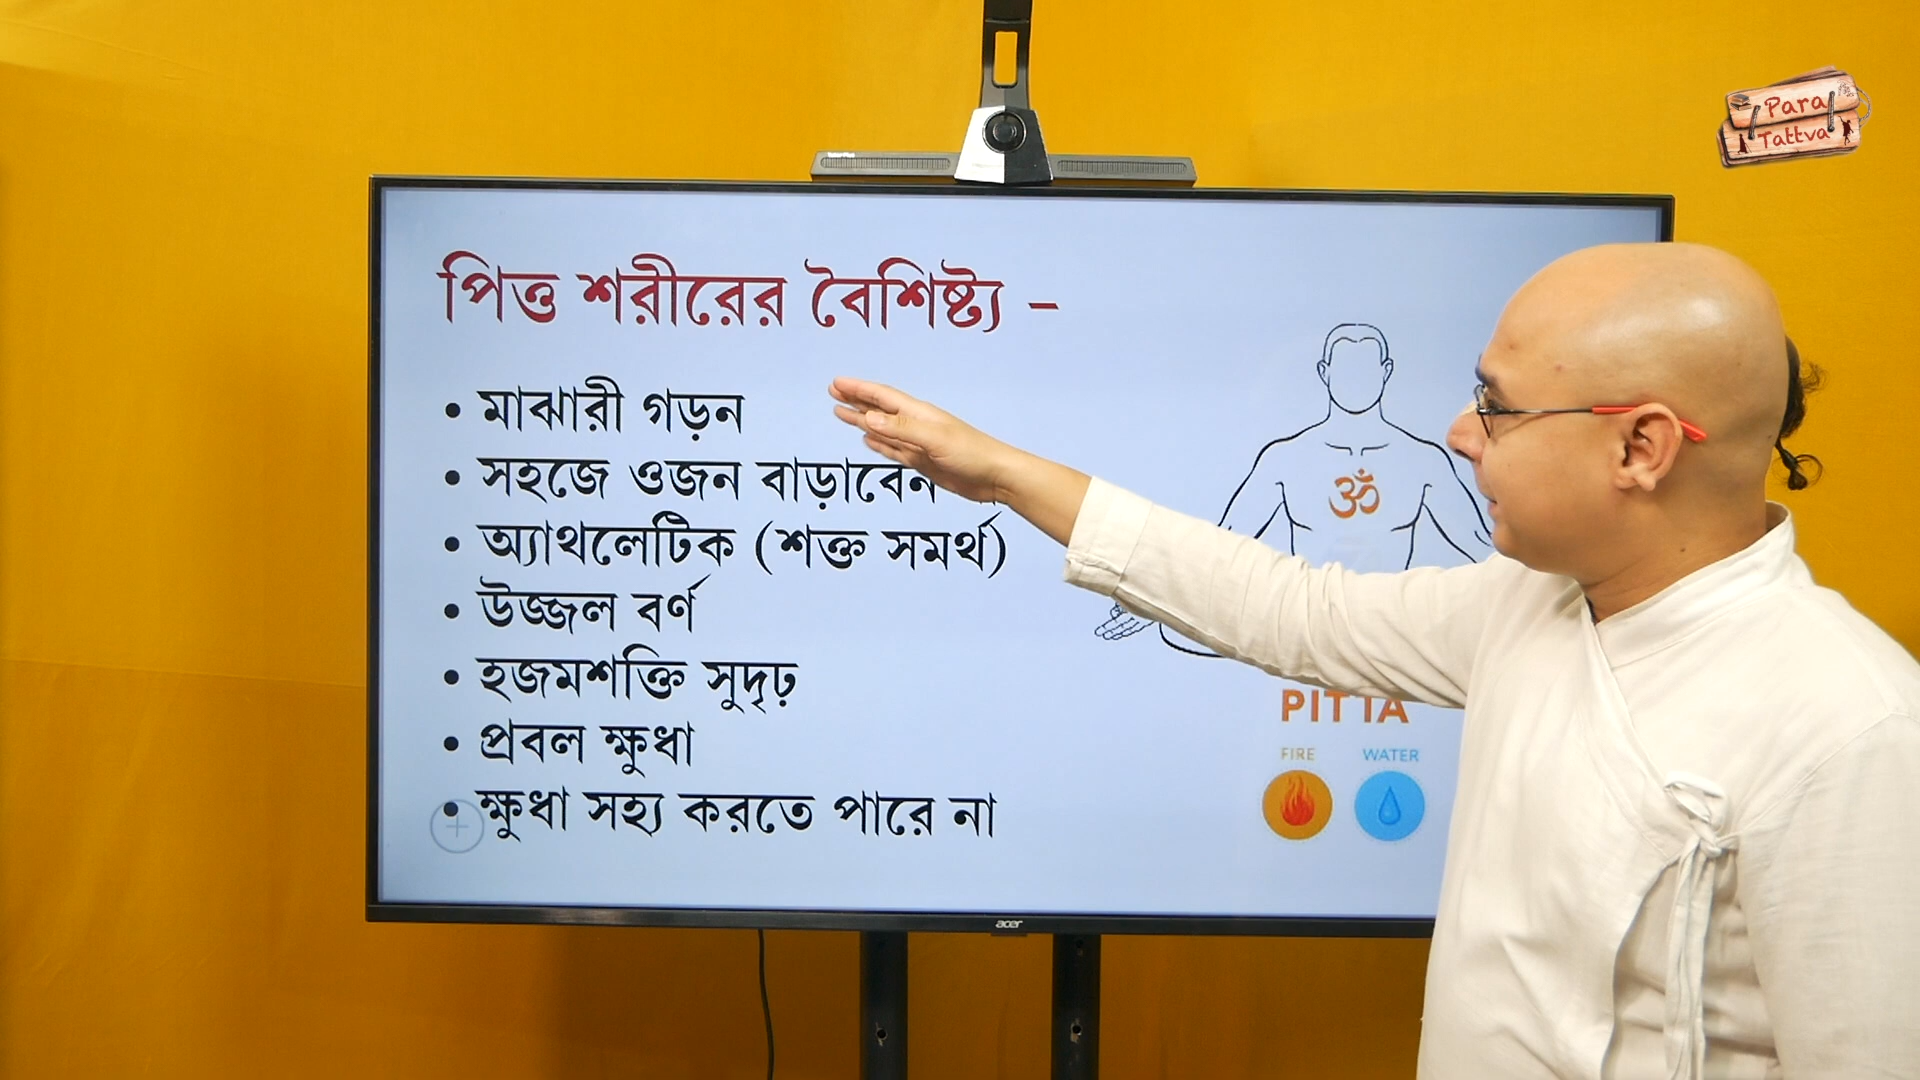 Para
Tattva
পিত্ত শরীরের বৈশিষ্ট্য –
• মাঝারী গড়ন
• সহজে ওজন বাড়াবেন
• অ্যাথলেটিক (শক্ত সমর্থ)
• উজ্জল বর্ণ
• হজমশক্তি সুদৃঢ়
• প্রবল ক্ষুধা
• ক্ষুধা সহ্য করতে পারে না
ॐ
PITTA
FIRE WATER
acer